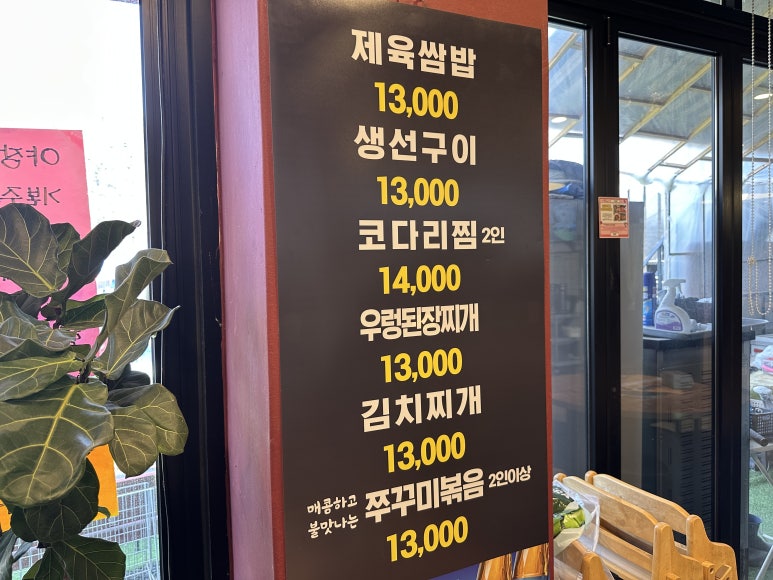 제육쌈밥
13,000
생선구이
13,000
코다리찜 2인
14,000
우렁된장찌개
13,000
김치찌개
13,000
매콤하고
불맛나는 쭈꾸미볶음 2인이상
13,000
야장